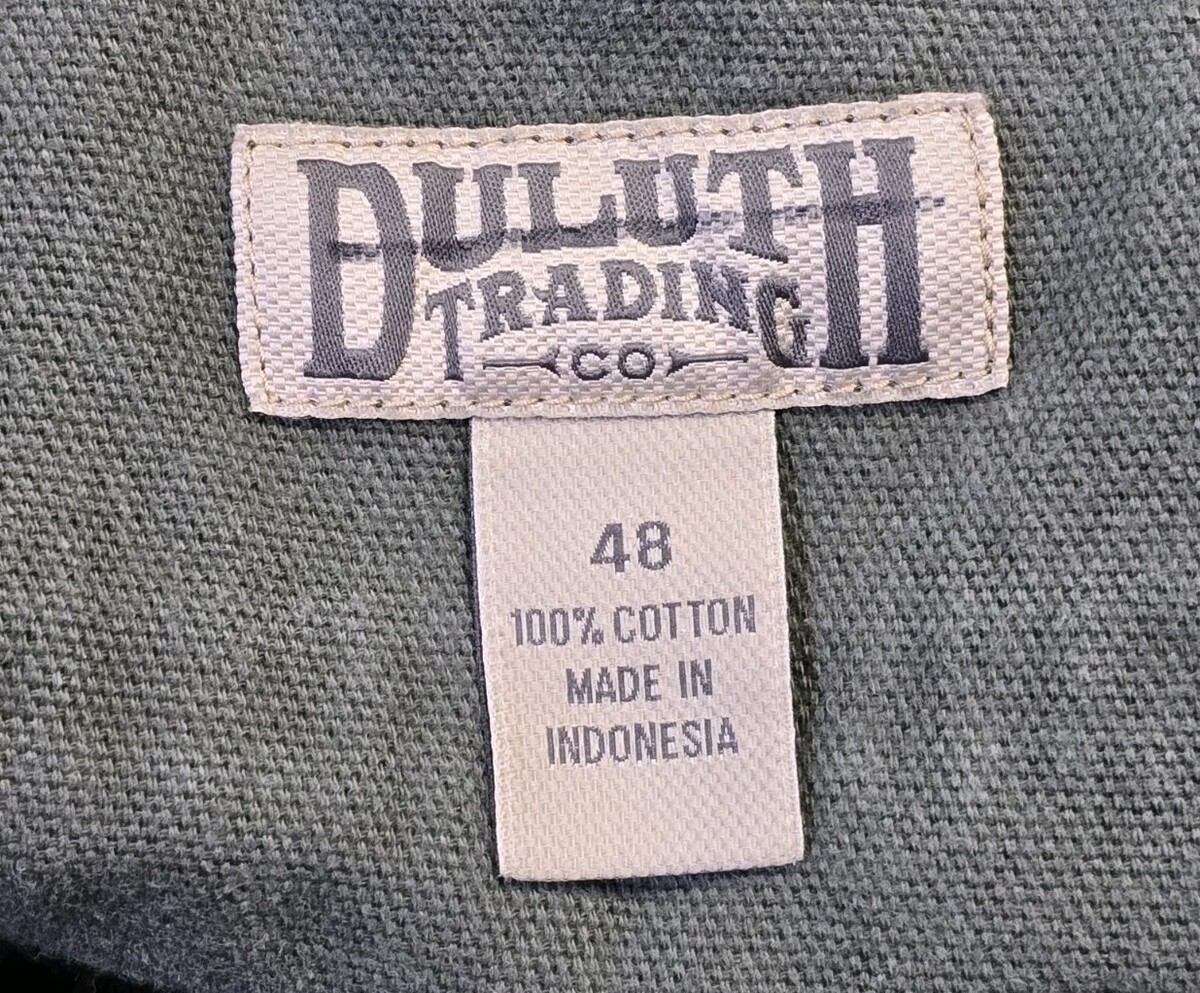 DULUTH
TRADING
CO
48
100% COTTON
MADE IN
INDONESIA